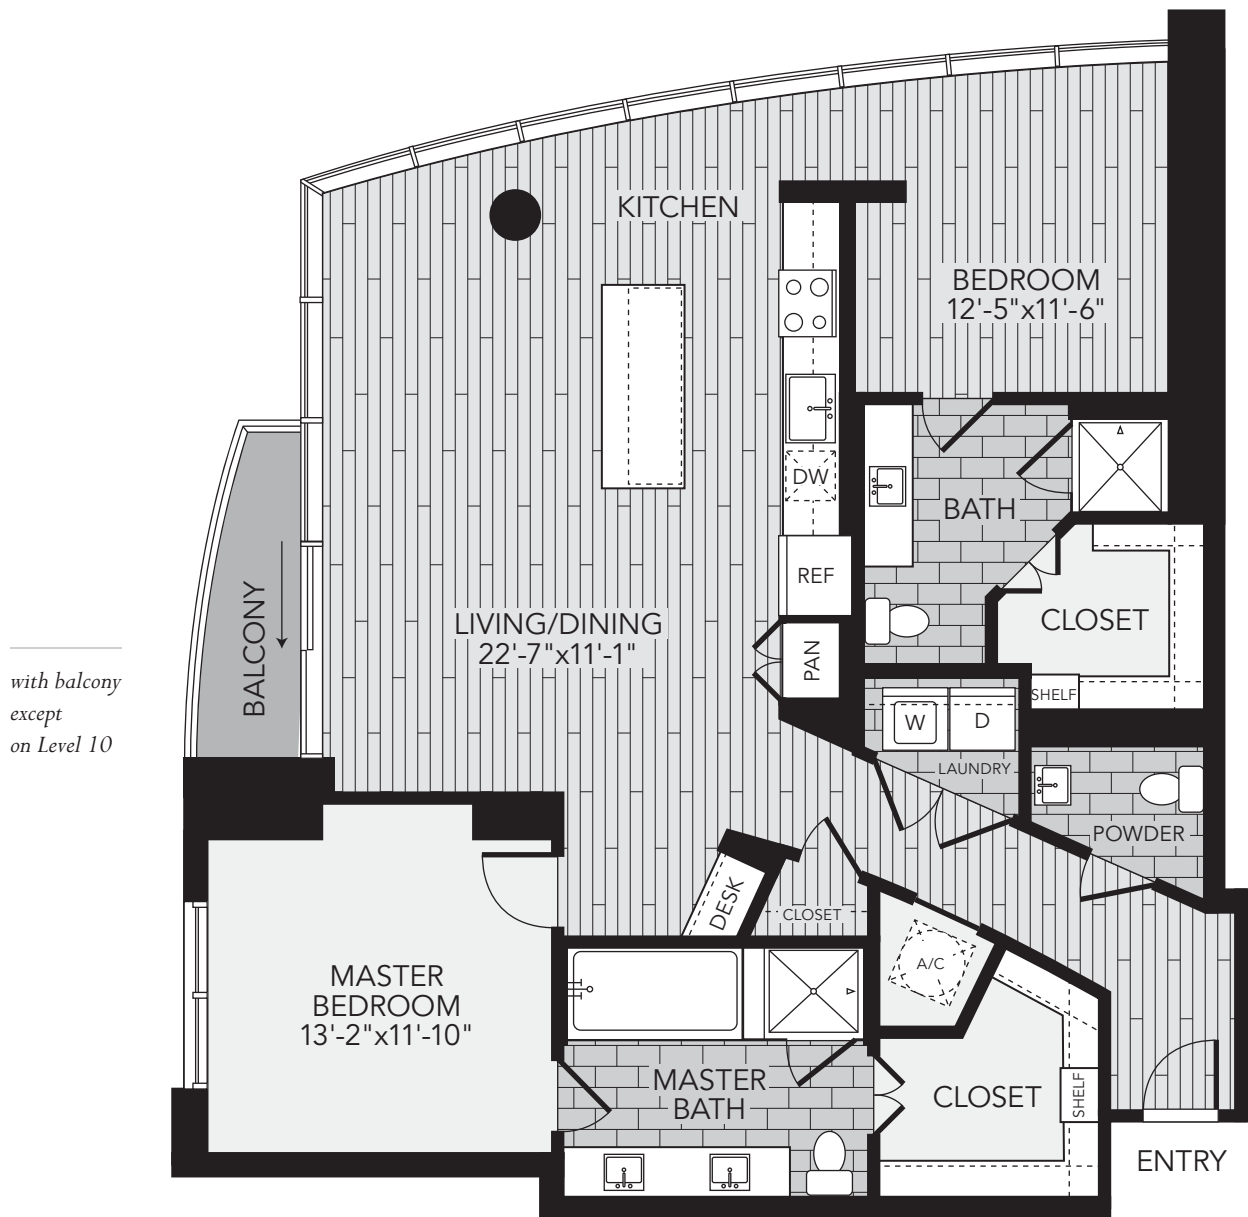 KITCHEN
BEDROOM
12'-5"x11'-6"
DW
BATH
REF
CLOSET
LIVING/DINING
22'-7"x11'-1"
PAN
BALCONY
SHELF
with balcony
except
on Level 10
W
D
LAUNDRY
POWDER
DESK
CLOSET
A/C
MASTER
BEDROOM
13'-2"x11'-10"
MASTER
BATH
CLOSET
SHELF
ENTRY